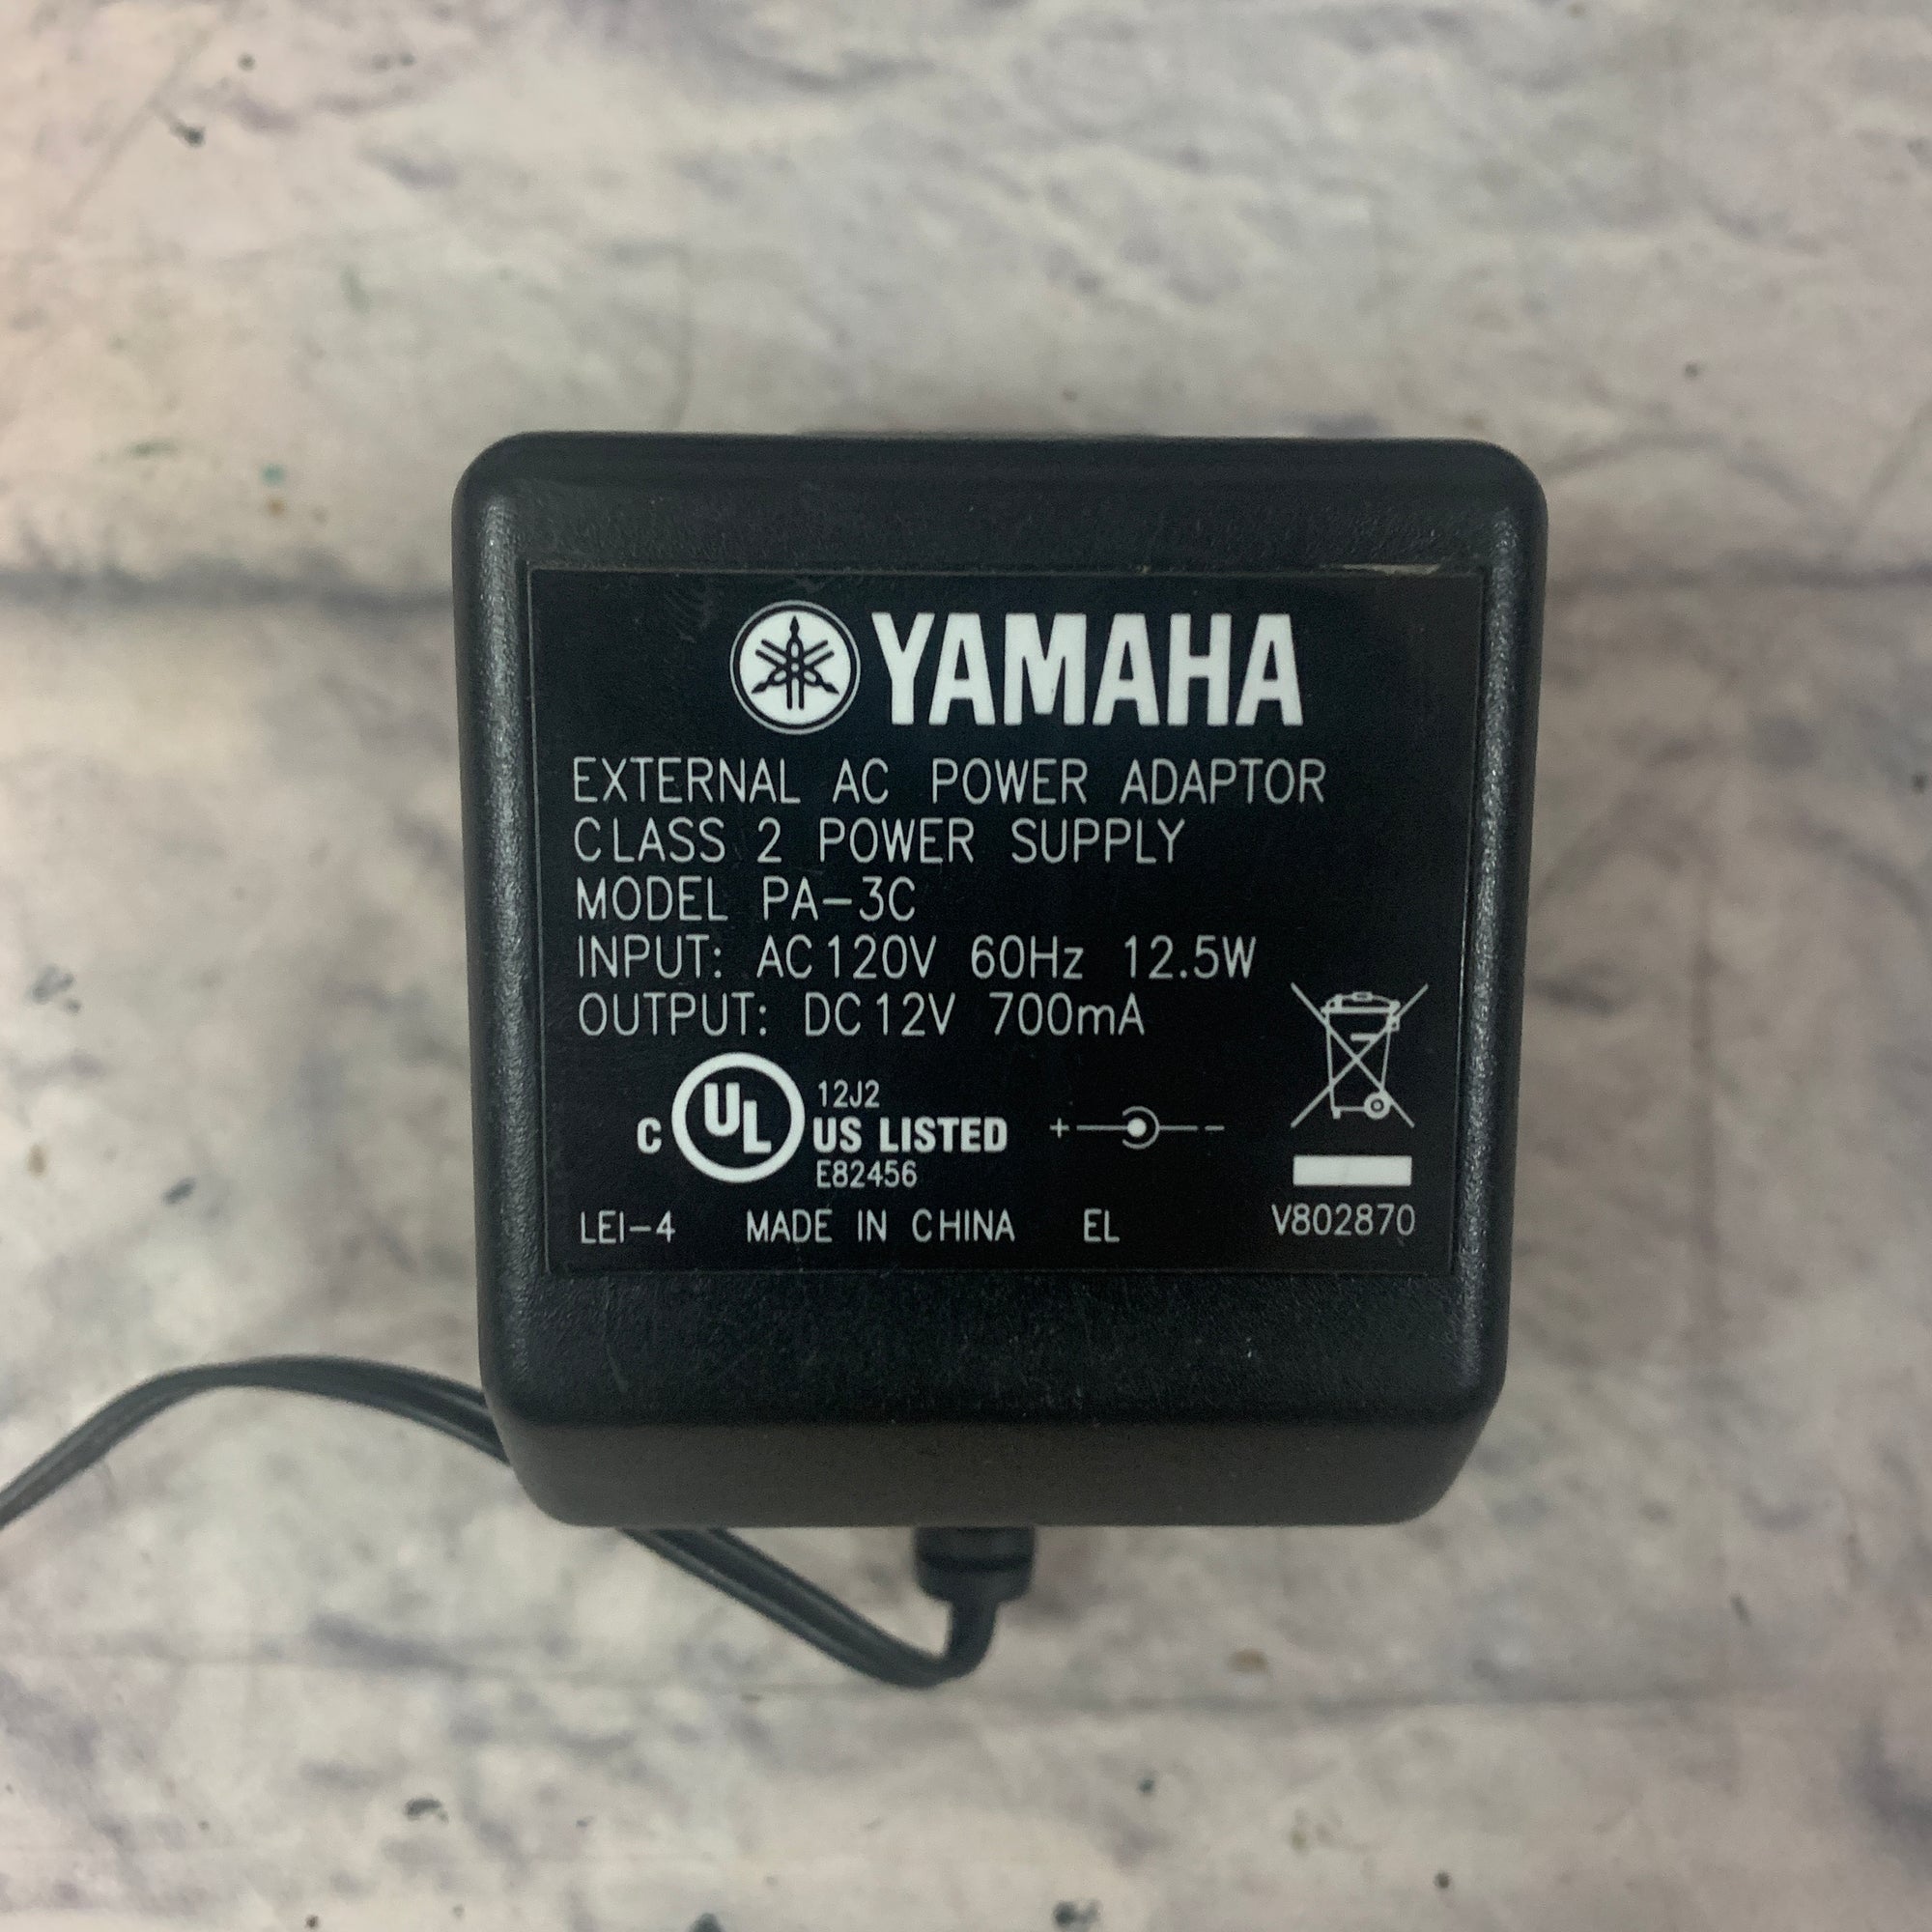 YAMAHA
EXTERNAL AC POWER ADAPTOR
CLASS 2 POWER SUPPLY
MODEL PA-3C
INPUT: AC120V 60Hz 12.5W
OUTPUT: DC12V 700mA
C UL US LISTED
12J2
E82456
+ -
LEI-4 MADE IN CHINA EL V802870